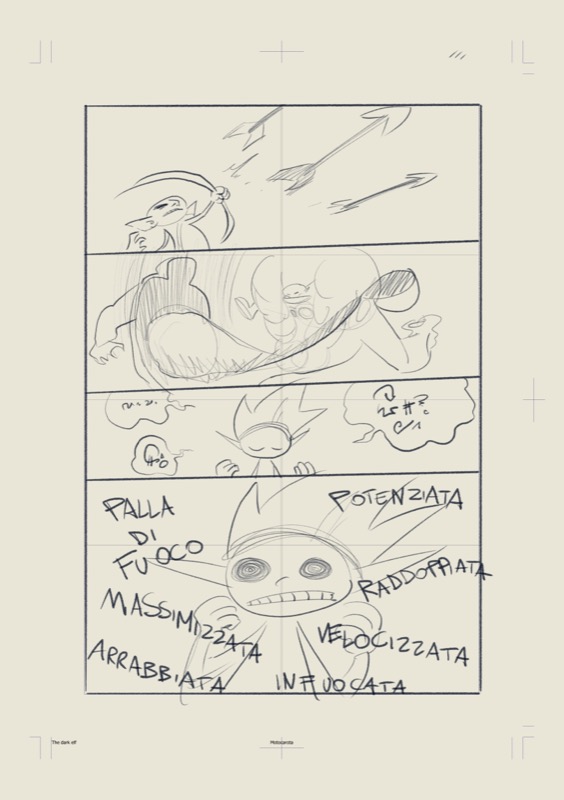 PALLA
DI
FUOCO
POTENZIATA
RADDOPPIATA
MASSIMIZZATA
VELOCIZZATA
ARRABBIATA
INFUOCATA
The dark elf